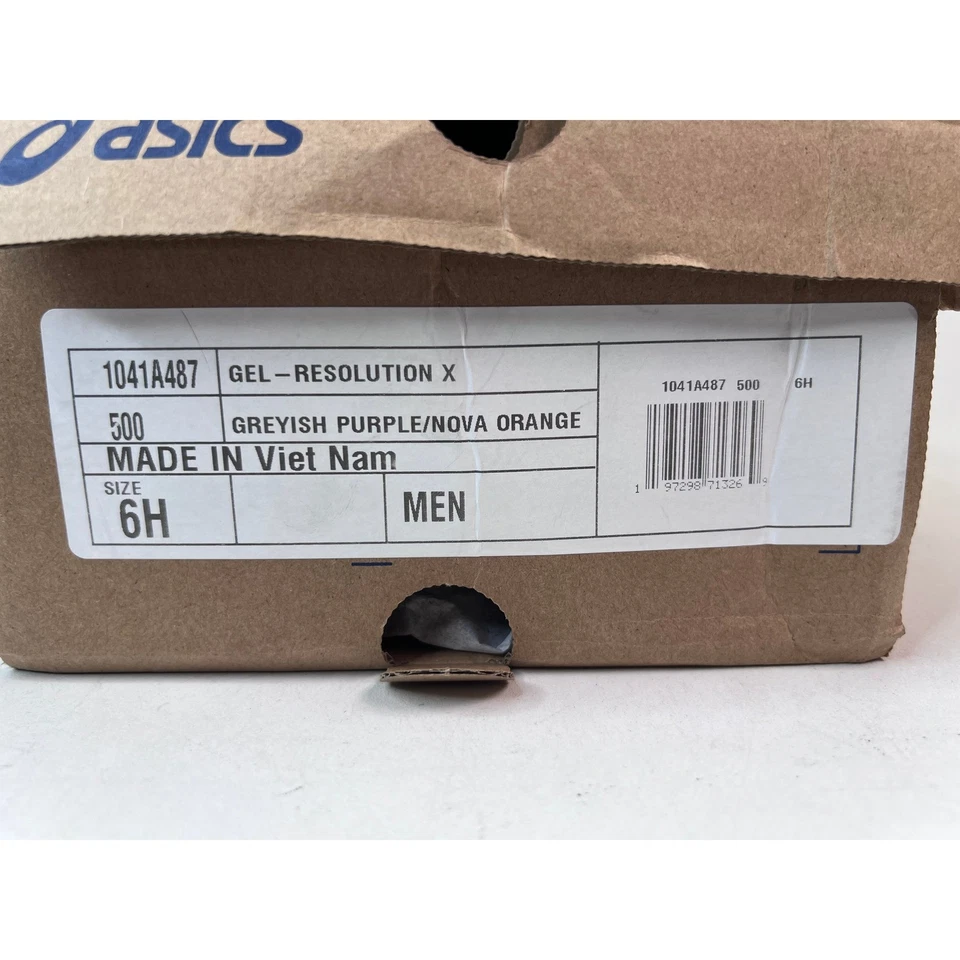 asics
1041A487 GEL-RESOLUTION X
500 GREYISH PURPLE/NOVA ORANGE
MADE IN Viet Nam
SIZE
6H MEN
1041A487 500 6H
1 97298 71326 9